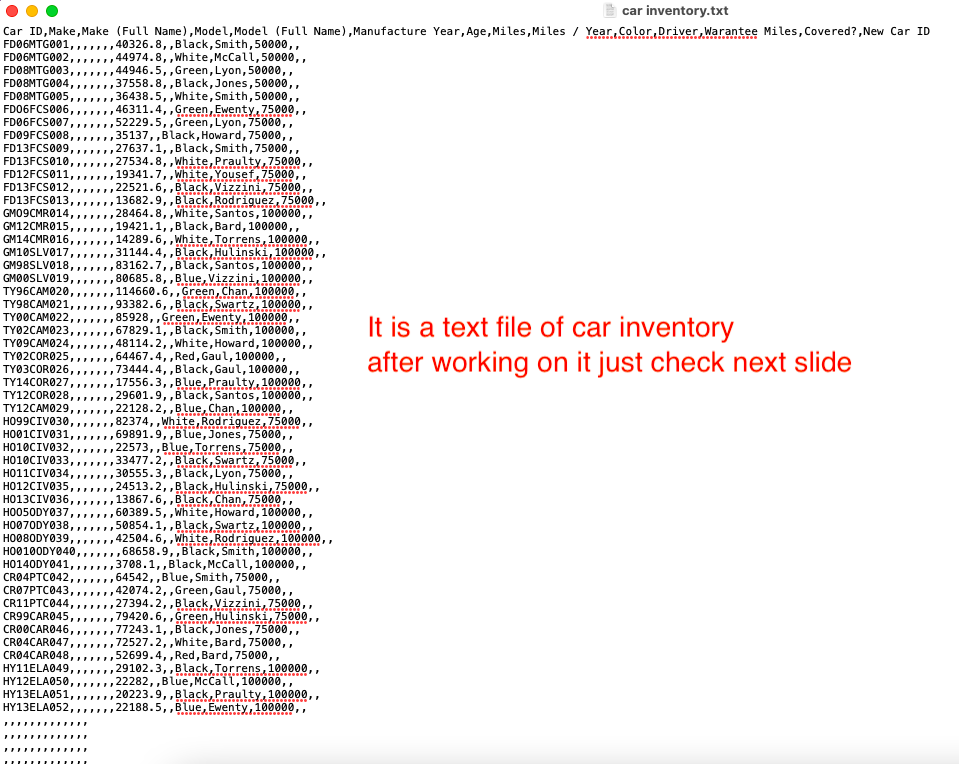 car inventory.txt
Car ID,Make,Make (Full Name),Model,Model (Full Name),Manufacture Year,Age,Miles,Miles / Year,Color,Driver,Warantee Miles,Covered?,New Car ID
FD06MTG001,,,,,,,40326.8,,Black,Smith,50000,,
FD06MTG002,,,,,,,44974.8,,White,McCall,50000,,
FD08MTG003,,,,,,,44946.5,,Green,Lyon,50000,,
FD08MTG004,,,,,,,37558.8,,Black,Jones,50000,,
FD08MTG005,,,,,,,36438.5,,White,Smith,50000,,
FDO6FCS006,,,,,,,46311.4,,Green,Ewenty,75000,,
FD06FCS007,,,,,,,52229.5,,Green,Lyon,75000,,
FD09FCS008,,,,,,,35137,,Black,Howard,75000,,
FD13FCS009,,,,,,,27637.1,,Black,Smith,75000,,
FD13FCS010,,,,,,,27534.8,,White,Praulty,75000,,
FD12FCS011,,,,,,,19341.7,,White,Yousef,75000,,
FD13FCS012,,,,,,,22521.6,,Black,Vizzini,75000,,
FD13FCS013,,,,,,,13682.9,,Black,Rodriguez,75000,,
GMO9CMR014,,,,,,,28464.8,,White,Santos,100000,,
GM12CMR015,,,,,,,19421.1,,Black,Bard,100000,,
GM14CMR016,,,,,,,14289.6,,White,Torrens,100000,,
GM10SLV017,,,,,,,31144.4,,Black,Hulinski,100000,,
GM98SLV018,,,,,,,83162.7,,Black,Santos,100000,,
GM00SLV019,,,,,,,80685.8,,Blue,Vizzini,100000,,
TY96CAM020,,,,,,,114660.6,,Green,Chan,100000,,
TY98CAM021,,,,,,,93382.6,,Black,Swartz,100000,,
TY00CAM022,,,,,,,85928,,Green,Ewenty,100000,,
TY02CAM023,,,,,,,67829.1,,Black,Smith,100000,,
TY09CAM024,,,,,,,48114.2,,White,Howard,100000,,
TY02COR025,,,,,,,64467.4,,Red,Gaul,100000,,
TY03COR026,,,,,,,73444.4,,Black,Gaul,100000,,
TY14COR027,,,,,,,17556.3,,Blue,Praulty,100000,,
TY12COR028,,,,,,,29601.9,,Black,Santos,100000,,
TY12CAM029,,,,,,,22128.2,,Blue,Chan,100000,,
HO99CIV030,,,,,,,82374,,White,Rodriguez,75000,,
HO01CIV031,,,,,,,69891.9,,Blue,Jones,75000,,
HO10CIV032,,,,,,,22573,,Blue,Torrens,75000,,
HO10CIV033,,,,,,,33477.2,,Black,Swartz,75000,,
HO11CIV034,,,,,,,30555.3,,Black,Lyon,75000,,
HO12CIV035,,,,,,,24513.2,,Black,Hulinski,75000,,
HO13CIV036,,,,,,,13867.6,,Black,Chan,75000,,
HOO5ODY037,,,,,,,60389.5,,White,Howard,100000,,
HO07ODY038,,,,,,,50854.1,,Black,Swartz,100000,,
HO08ODY039,,,,,,,42504.6,,White,Rodriguez,100000,,
HO010ODY040,,,,,,,68658.9,,Black,Smith,100000,,
HO14ODY041,,,,,,,3708.1,,Black,McCall,100000,,
CR04PTC042,,,,,,,64542,,Blue,Smith,75000,,
CR07PTC043,,,,,,,42074.2,,Green,Gaul,75000,,
CR11PTC044,,,,,,,27394.2,,Black,Vizzini,75000,,
CR99CAR045,,,,,,,79420.6,,Green,Hulinski,75000,,
CR00CAR046,,,,,,,77243.1,,Black,Jones,75000,,
CR04CAR047,,,,,,,72527.2,,White,Bard,75000,,
CR04CAR048,,,,,,,52699.4,,Red,Bard,75000,,
HY11ELA049,,,,,,,29102.3,,Black,Torrens,100000,,
HY12ELA050,,,,,,,22282,,Blue,McCall,100000,,
HY13ELA051,,,,,,,20223.9,,Black,Praulty,100000,,
HY13ELA052,,,,,,,22188.5,,Blue,Ewenty,100000,,
,,,,,,,,,,,,,
,,,,,,,,,,,,,
,,,,,,,,,,,,,
,,,,,,,,,,,,,
It is a text file of car inventory
after working on it just check next slide